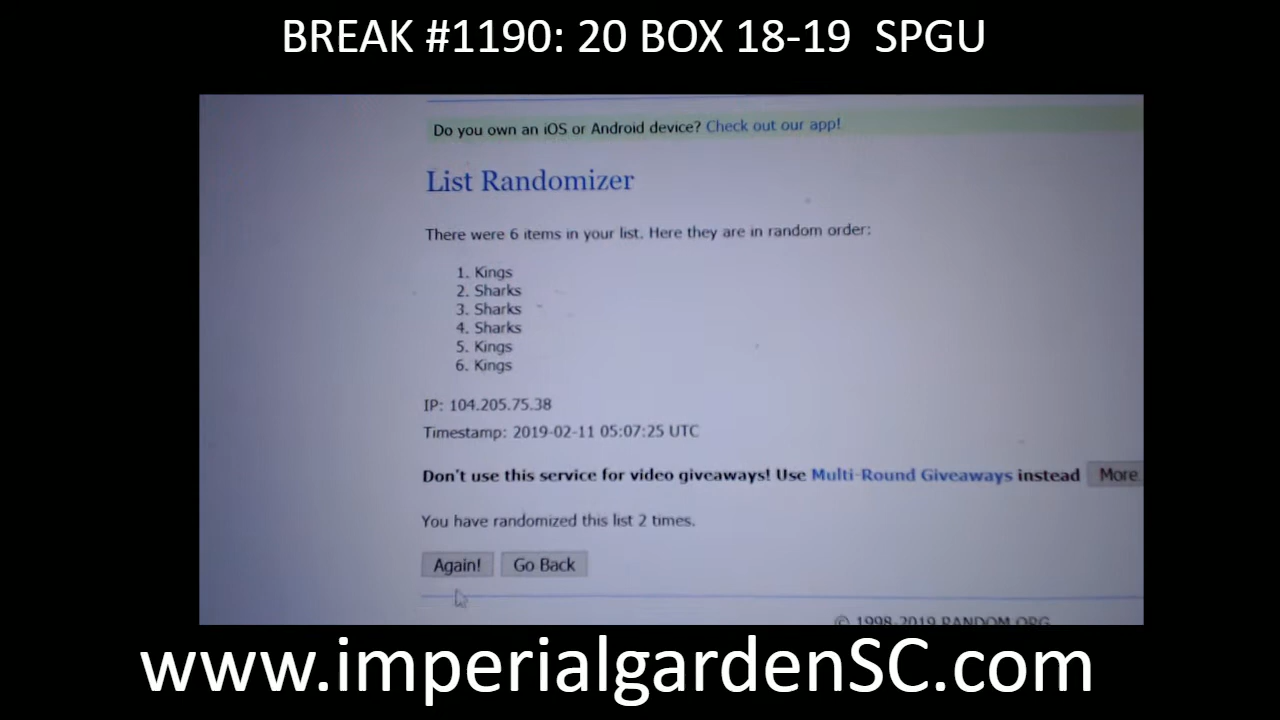 BREAK #1190: 20 BOX 18-19 SPGU
Do you own an iOS or Android device? Check out our app!
List Randomizer
There were 6 items in your list. Here they are in random order:
1. Kings
2. Sharks
3. Sharks
4. Sharks
5. Kings
6. Kings
IP: 104.205.75.38
Timestamp: 2019-02-11 05:07:25 UTC
Don't use this service for video giveaways! Use Multi-Round Giveaways instead More
You have randomized this list 2 times.
Again! Go Back
© 1998-2019 RANDOM.ORG
www.imperialgardenSC.com